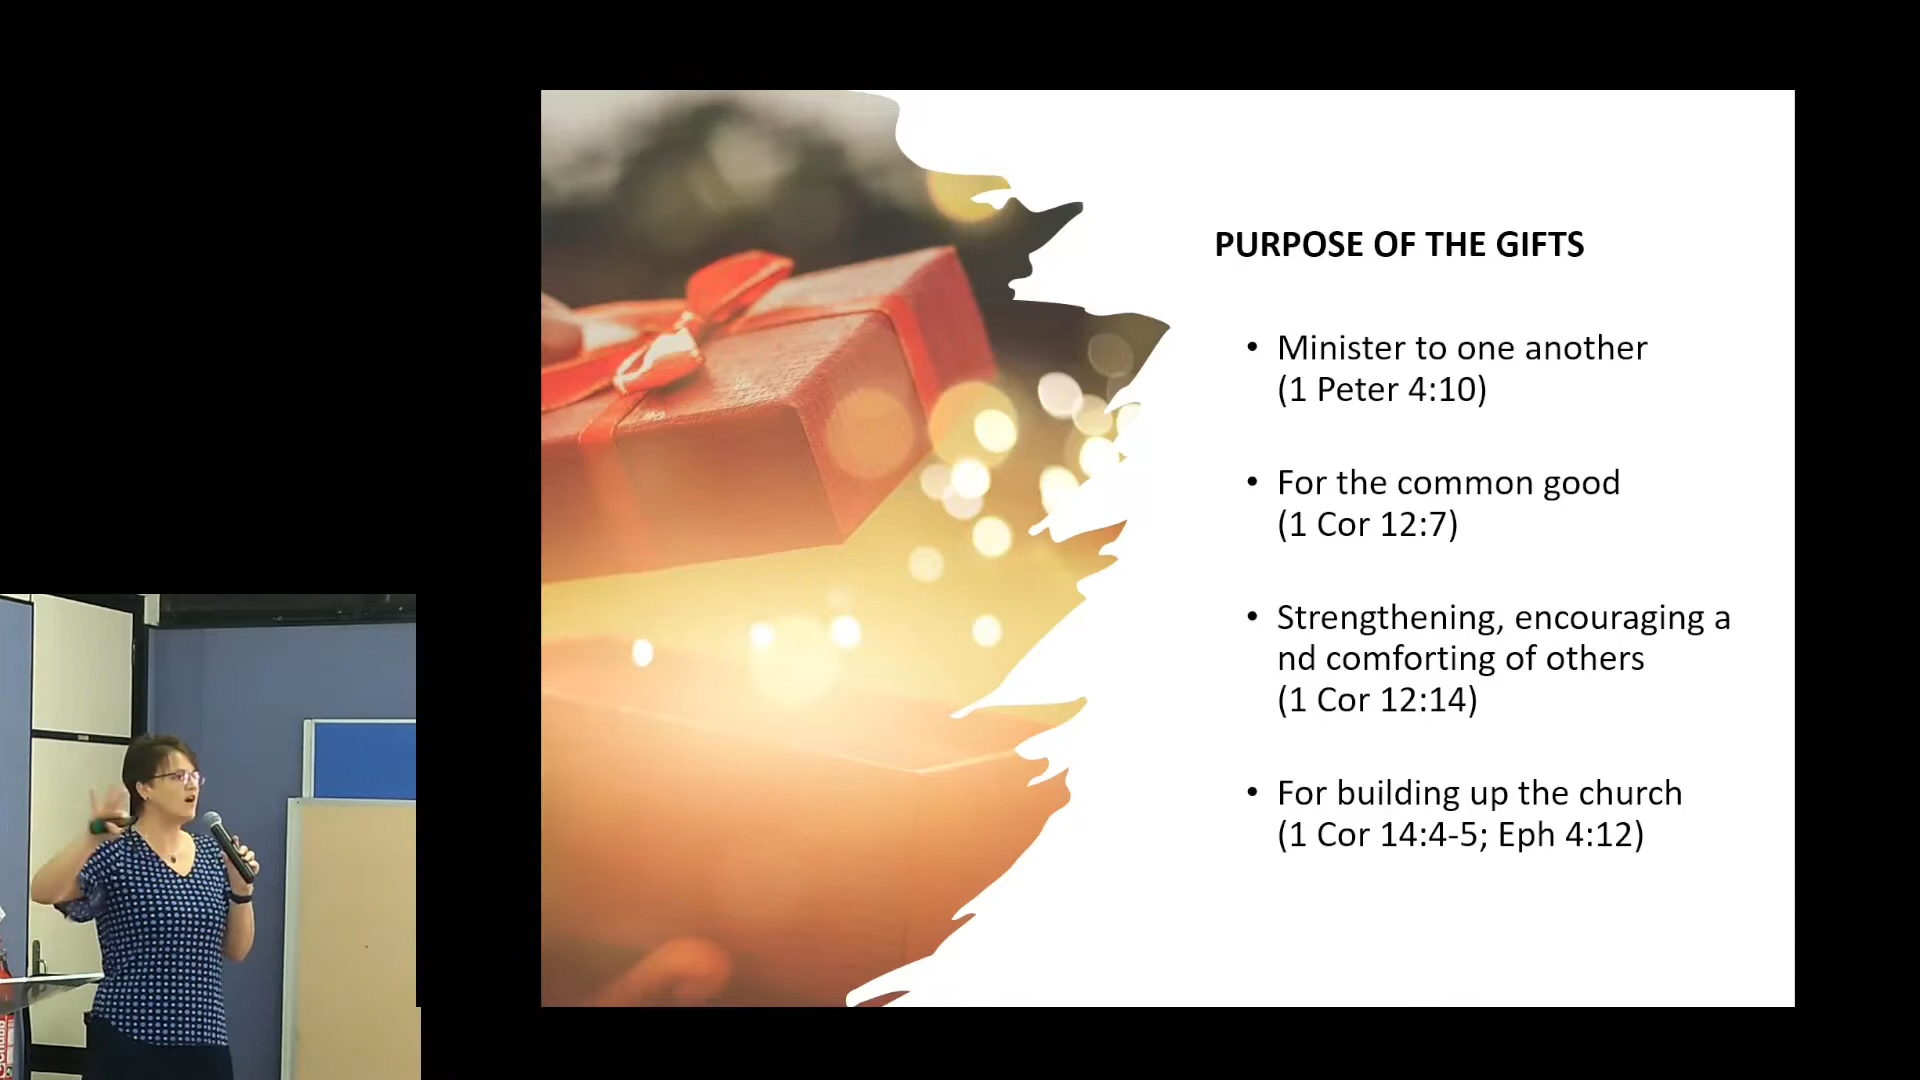 PURPOSE OF THE GIFTS
• Minister to one another
(1 Peter 4:10)
• For the common good
(1 Cor 12:7)
• Strengthening, encouraging a
nd comforting of others
(1 Cor 12:14)
• For building up the church
(1 Cor 14:4-5; Eph 4:12)
Chubb